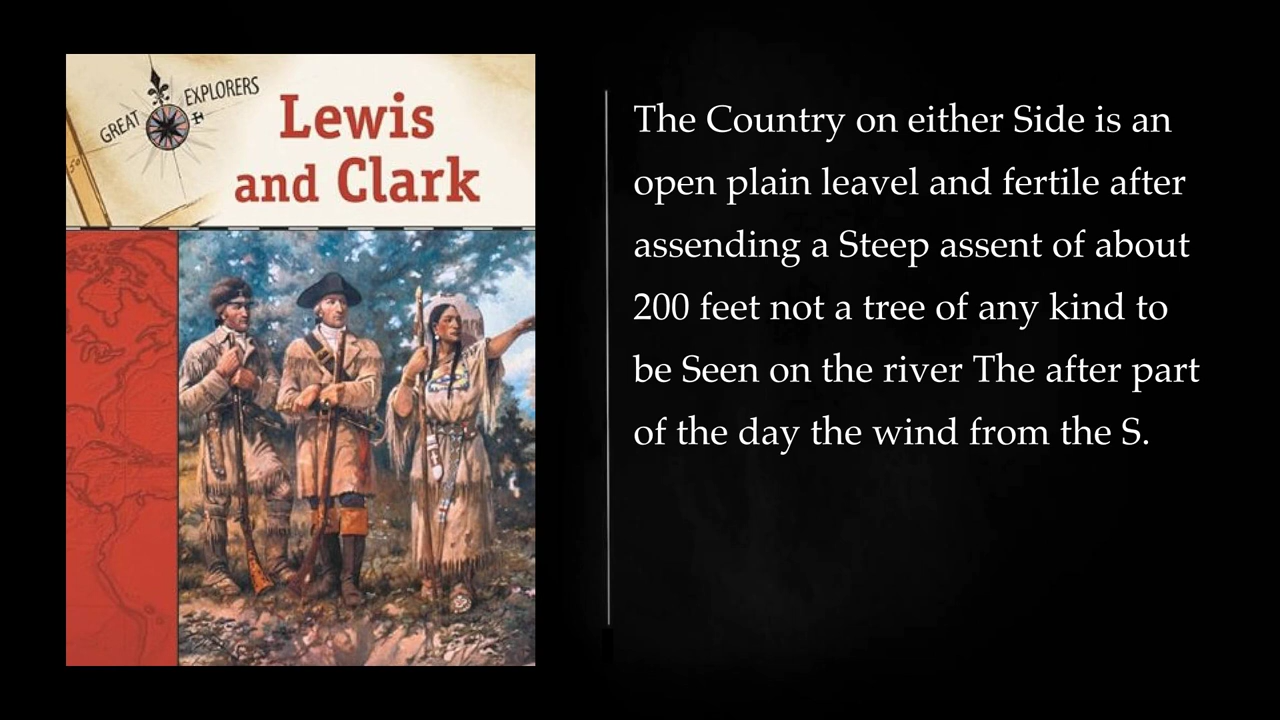 GREAT EXPLORERS
Lewis
and Clark
50
The Country on either Side is an
open plain leavel and fertile after
assending a Steep assent of about
200 feet not a tree of any kind to
be Seen on the river The after part
of the day the wind from the S.